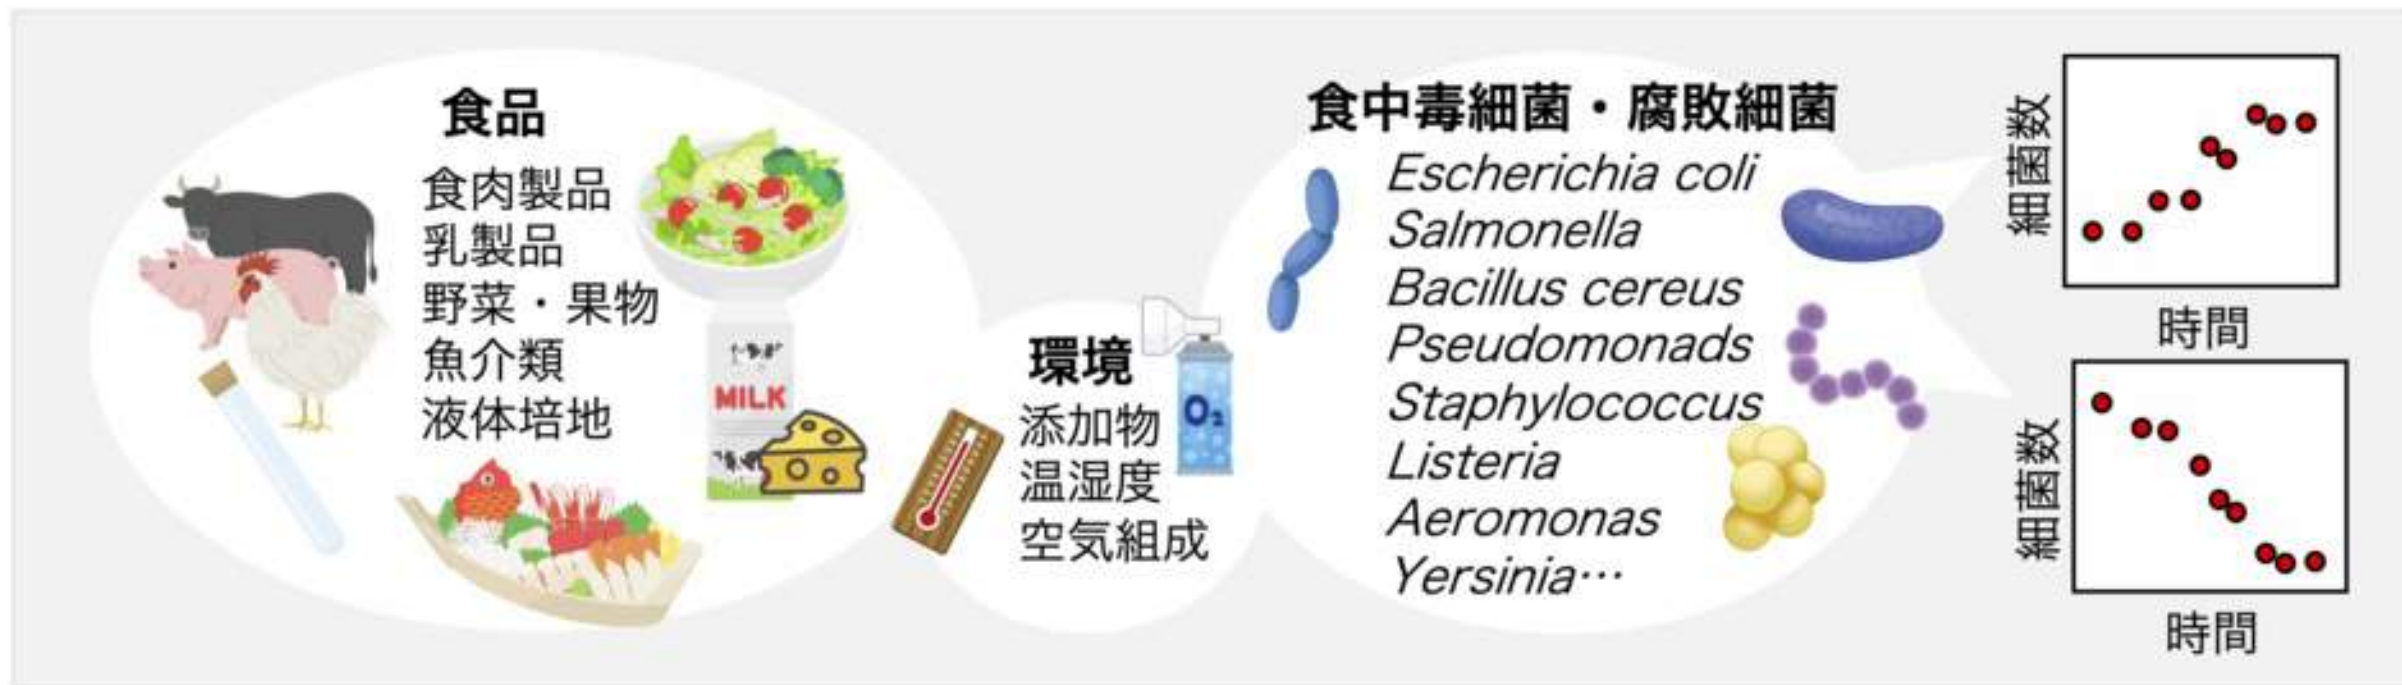 食品
食肉製品
乳製品
野菜・果物
魚介類
液体培地
MILK
環境
添加物
温湿度
空気組成
O₂
食中毒細菌・腐敗細菌
Escherichia coli
Salmonella
Bacillus cereus
Pseudomonads
Staphylococcus
Listeria
Aeromonas
Yersinia…
細菌数
時間
細菌数
時間